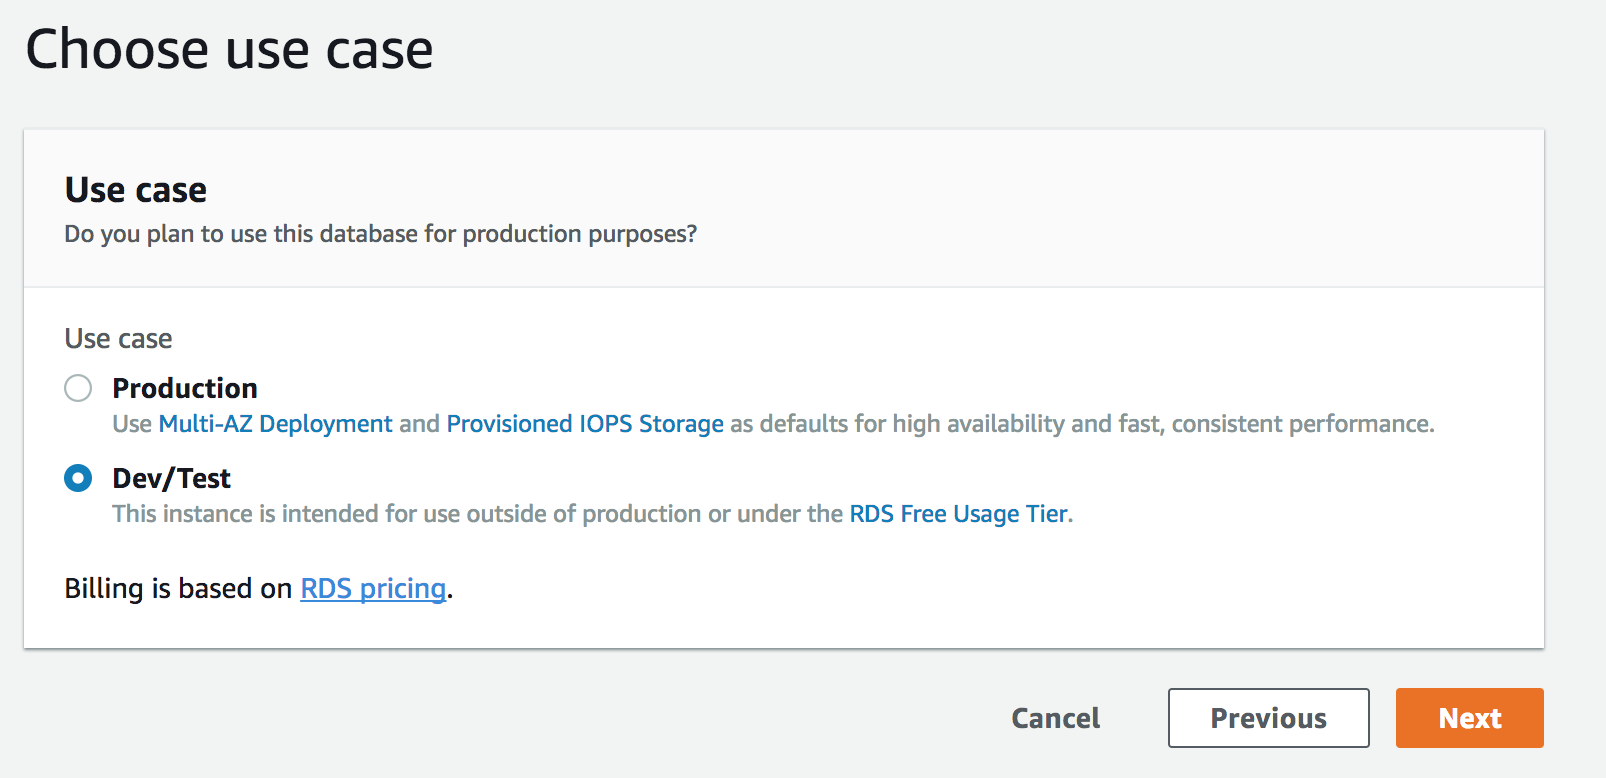 Choose use case
Use case
Do you plan to use this database for production purposes?
Use case
Production
Use Multi-AZ Deployment and Provisioned IOPS Storage as defaults for high availability and fast, consistent performance.
Dev/Test
This instance is intended for use outside of production or under the RDS Free Usage Tier.
Billing is based on RDS pricing.
Cancel Previous Next